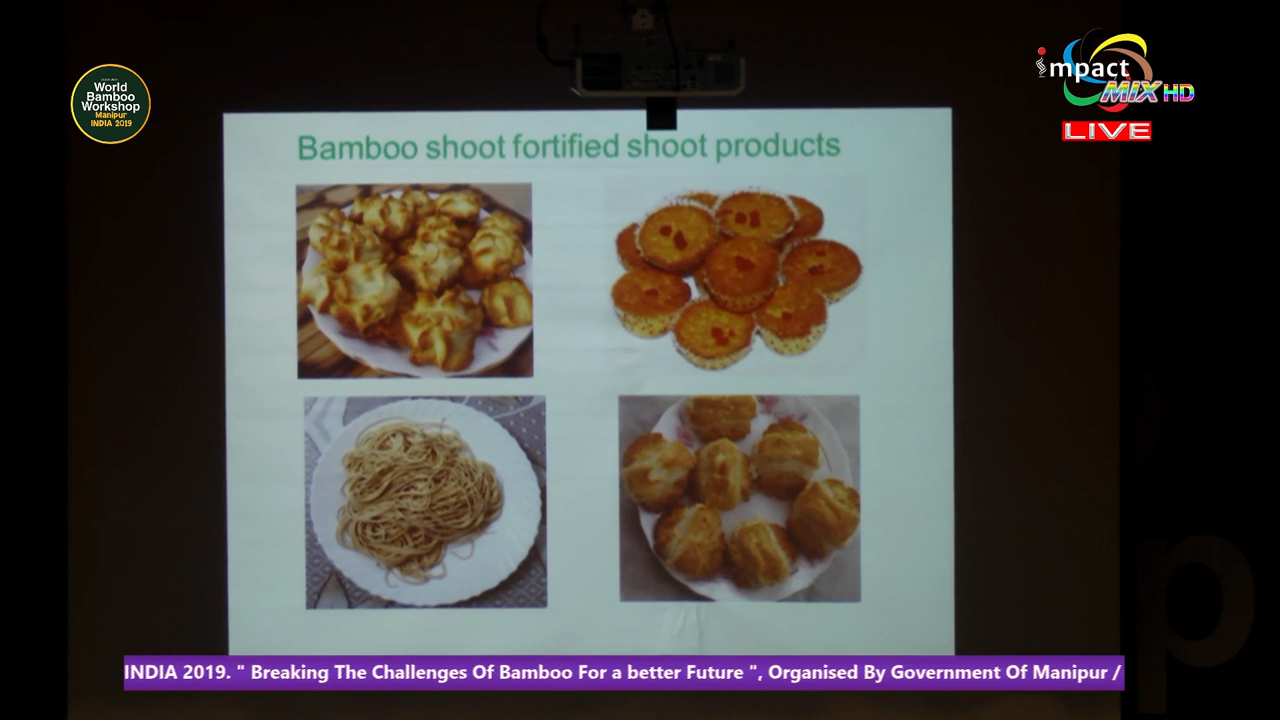 World
Bamboo
Workshop
Manipur
INDIA 2019
impact
MIX HD
LIVE
Bamboo shoot fortified shoot products
INDIA 2019. " Breaking The Challenges Of Bamboo For a better Future ", Organised By Government Of Manipur /